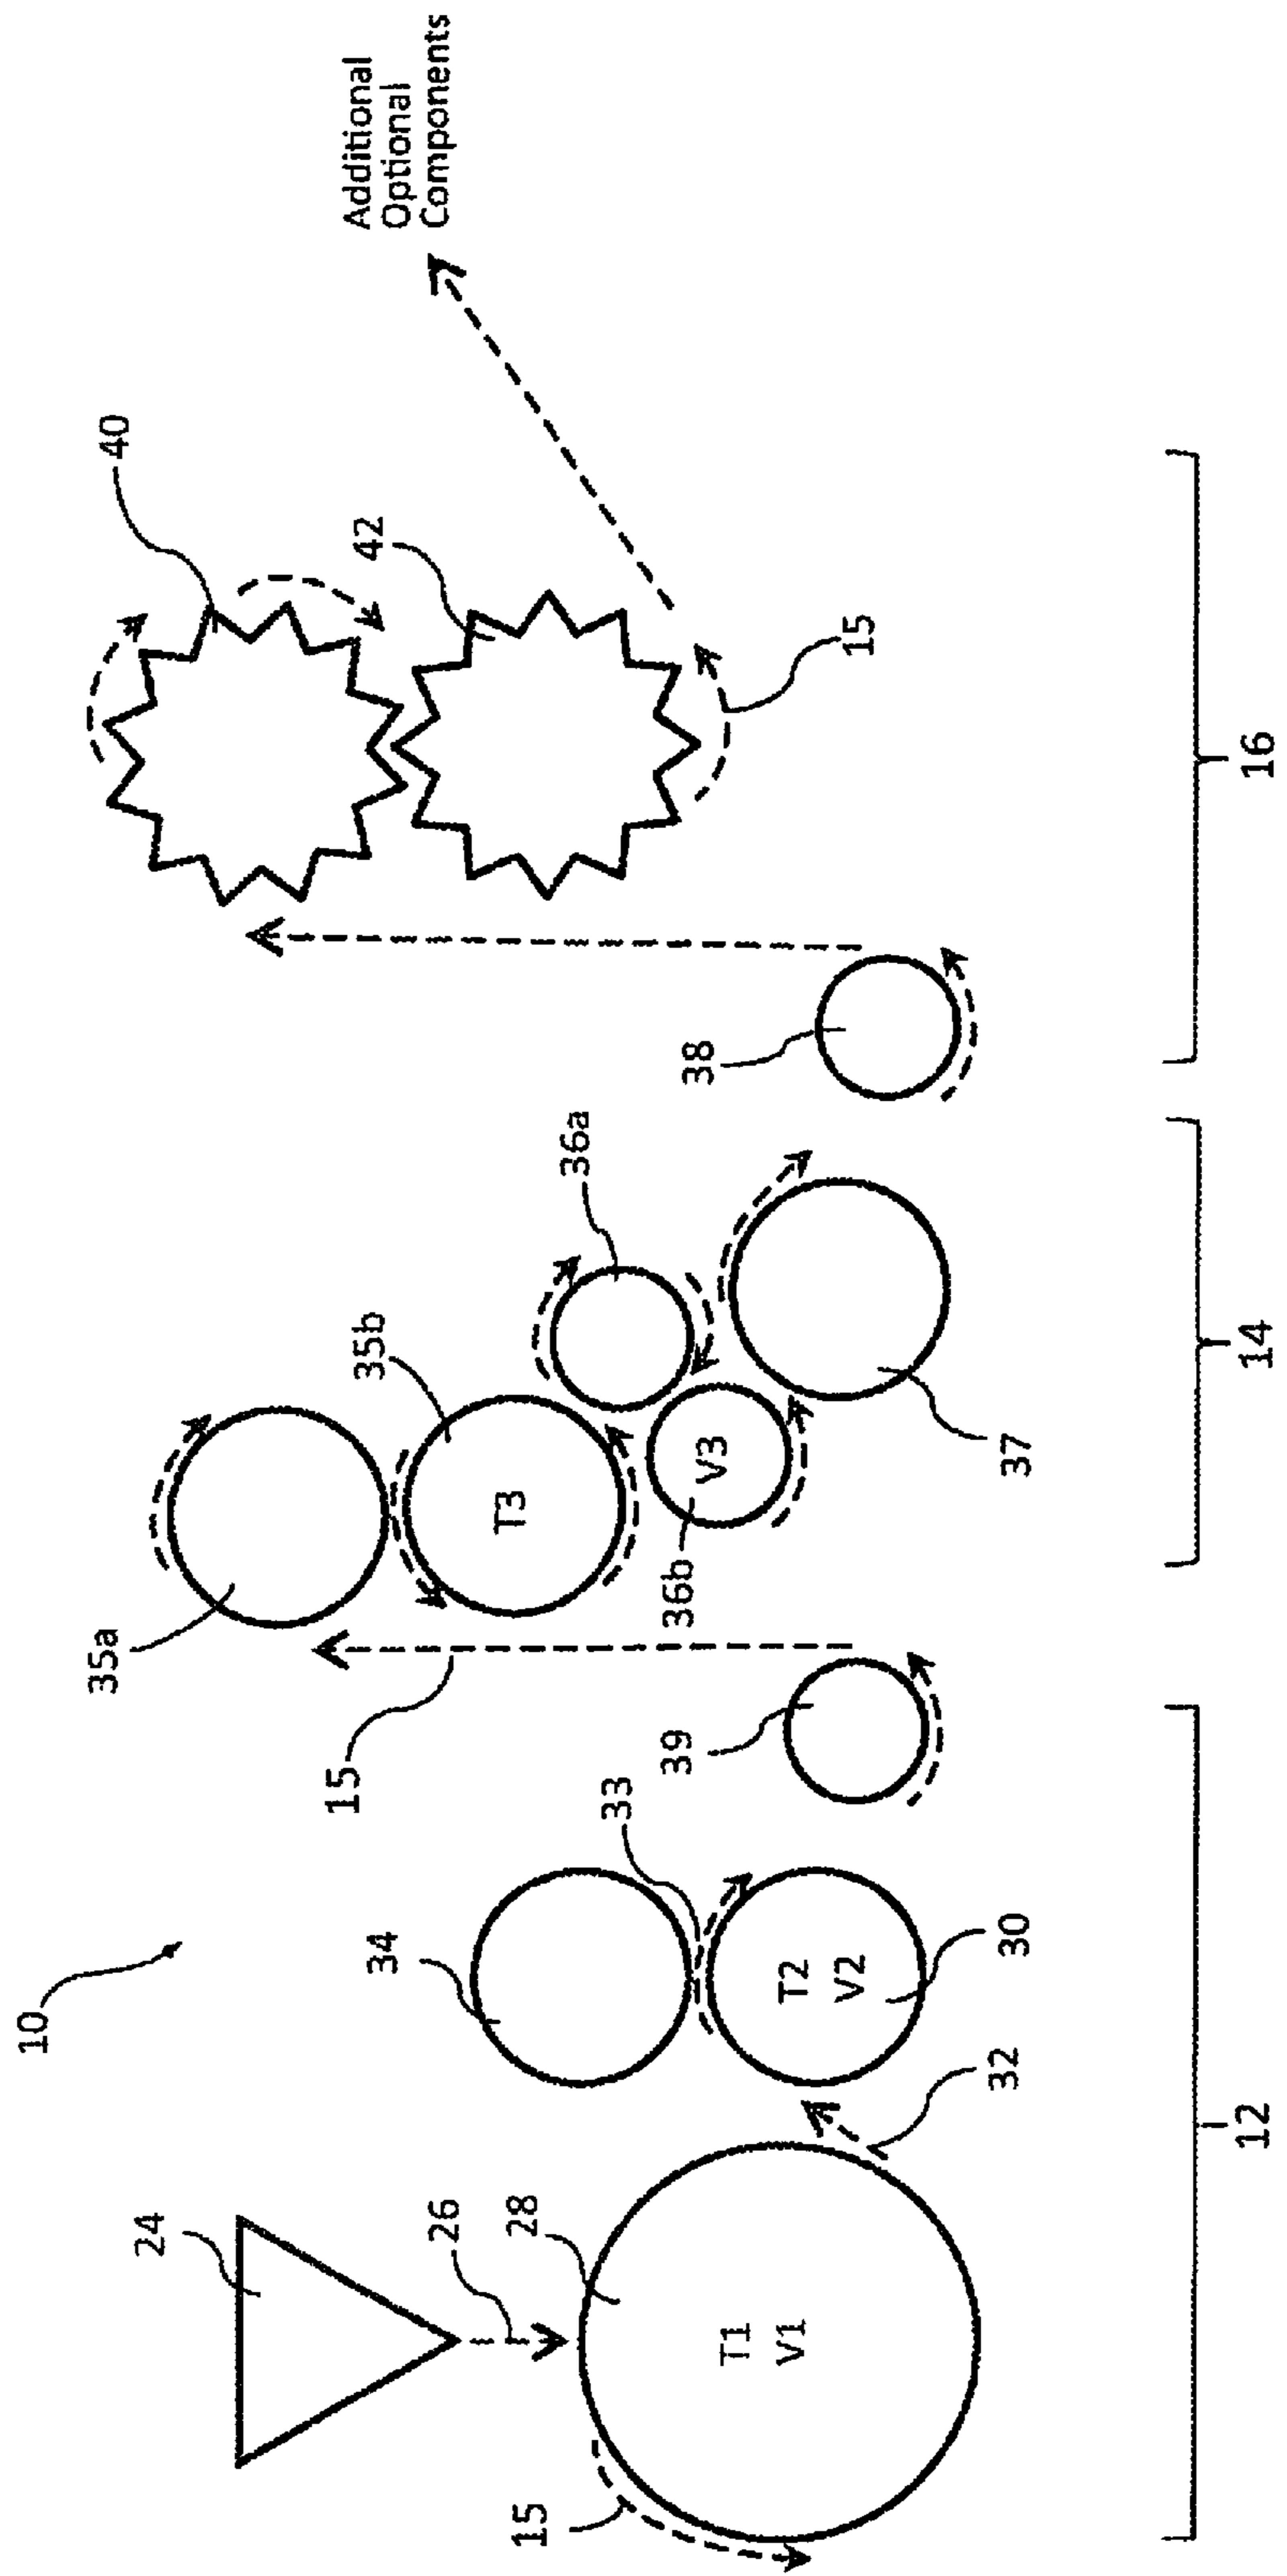 10
24
26
28
T1
V1
15
32
34
33
T2
V2
30
39
12
15
35a
35b
T3
36a
36b
V3
37
14
38
40
42
15
16
Additional
Optional
Components